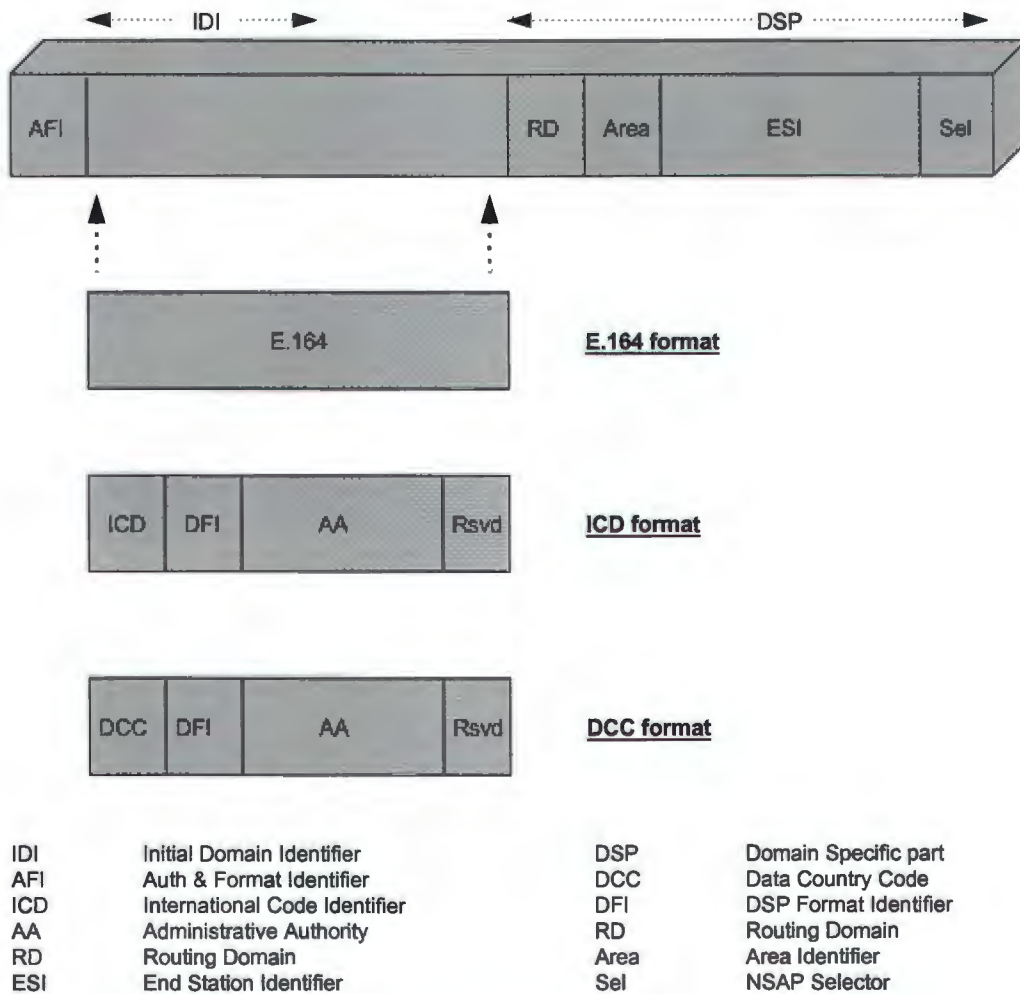 IDI DSP
AFI RD Area ESI Sel
E.164 E.164 format
ICD DFI AA Rsvd ICD format
DCC DFI AA Rsvd DCC format
IDI Initial Domain Identifier DSP Domain Specific part
AFI Auth & Format Identifier DCC Data Country Code
ICD International Code Identifier DFI DSP Format Identifier
AA Administrative Authority RD Routing Domain
RD Routing Domain Area Area Identifier
ESI End Station Identifier Sel NSAP Selector